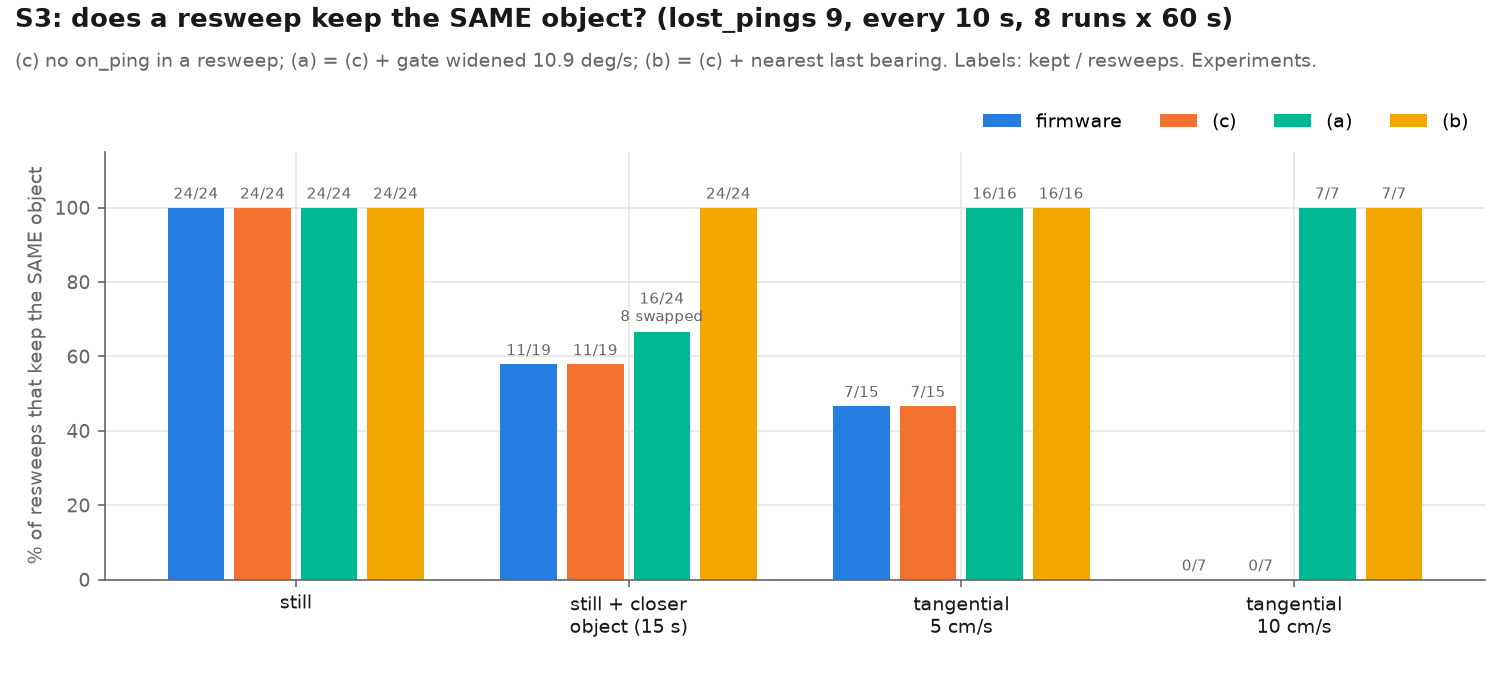 S3: does a resweep keep the SAME object? (lost_pings 9, every 10 s, 8 runs x 60 s)
(c) no on_ping in a resweep; (a) = (c) + gate widened 10.9 deg/s; (b) = (c) + nearest last bearing. Labels: kept / resweeps. Experiments.
firmware (c) (a) (b)
% of resweeps that keep the SAME object
100
80
60
40
20
0
24/24 24/24 24/24 24/24
11/19 11/19 16/24 24/24
8 swapped
7/15 7/15 16/16 16/16
0/7 0/7 7/7 7/7
still
still + closer
object (15 s)
tangential
5 cm/s
tangential
10 cm/s